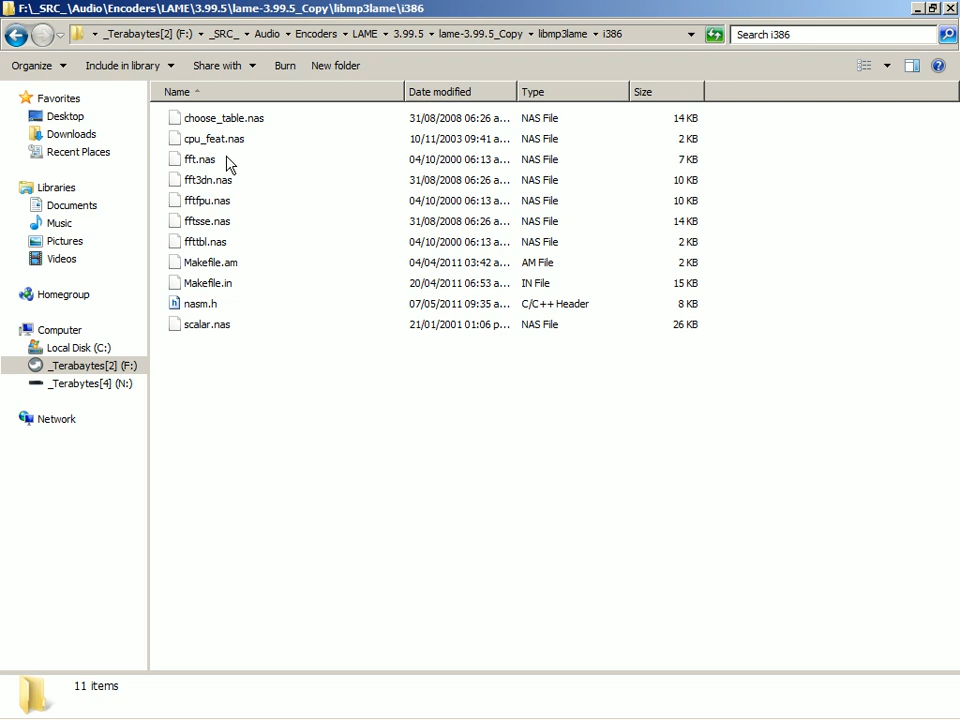 F:\_SRC_\Audio\Encoders\LAME\3.99.5\lame-3.99.5_Copy\libmp3lame\i386
_Terabaytes[2] (F:) _SRC_ Audio Encoders LAME 3.99.5 lame-3.99.5_Copy libmp3lame i386 Search i386
Organize Include in library Share with Burn New folder
Name Date modified Type Size
Favorites
Desktop
Downloads
Recent Places
Libraries
Documents
Music
Pictures
Videos
Homegroup
Computer
Local Disk (C:)
_Terabaytes[2] (F:)
_Terabytes[4] (N:)
Network
choose_table.nas 31/08/2008 06:26 a... NAS File 14 KB
cpu_feat.nas 10/11/2003 09:41 a... NAS File 2 KB
fft.nas 04/10/2000 06:13 a... NAS File 7 KB
fft3dn.nas 31/08/2008 06:26 a... NAS File 10 KB
fftfpu.nas 04/10/2000 06:13 a... NAS File 10 KB
fftsse.nas 31/08/2008 06:26 a... NAS File 14 KB
ffttbl.nas 04/10/2000 06:13 a... NAS File 2 KB
Makefile.am 04/04/2011 03:42 a... AM File 2 KB
Makefile.in 20/04/2011 06:53 a... IN File 15 KB
nasm.h 07/05/2011 09:35 a... C/C++ Header 8 KB
scalar.nas 21/01/2001 01:06 p... NAS File 26 KB
11 items